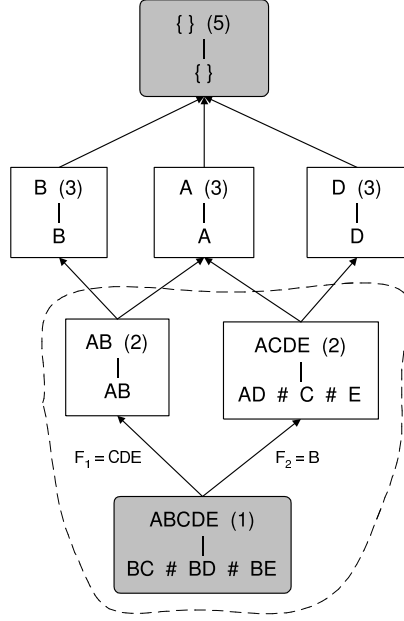 { } (5)
{ }
B (3)
B
A (3)
A
D (3)
D
AB (2)
AB
ACDE (2)
AD # C # E
F1 = CDE
F2 = B
ABCDE (1)
BC # BD # BE